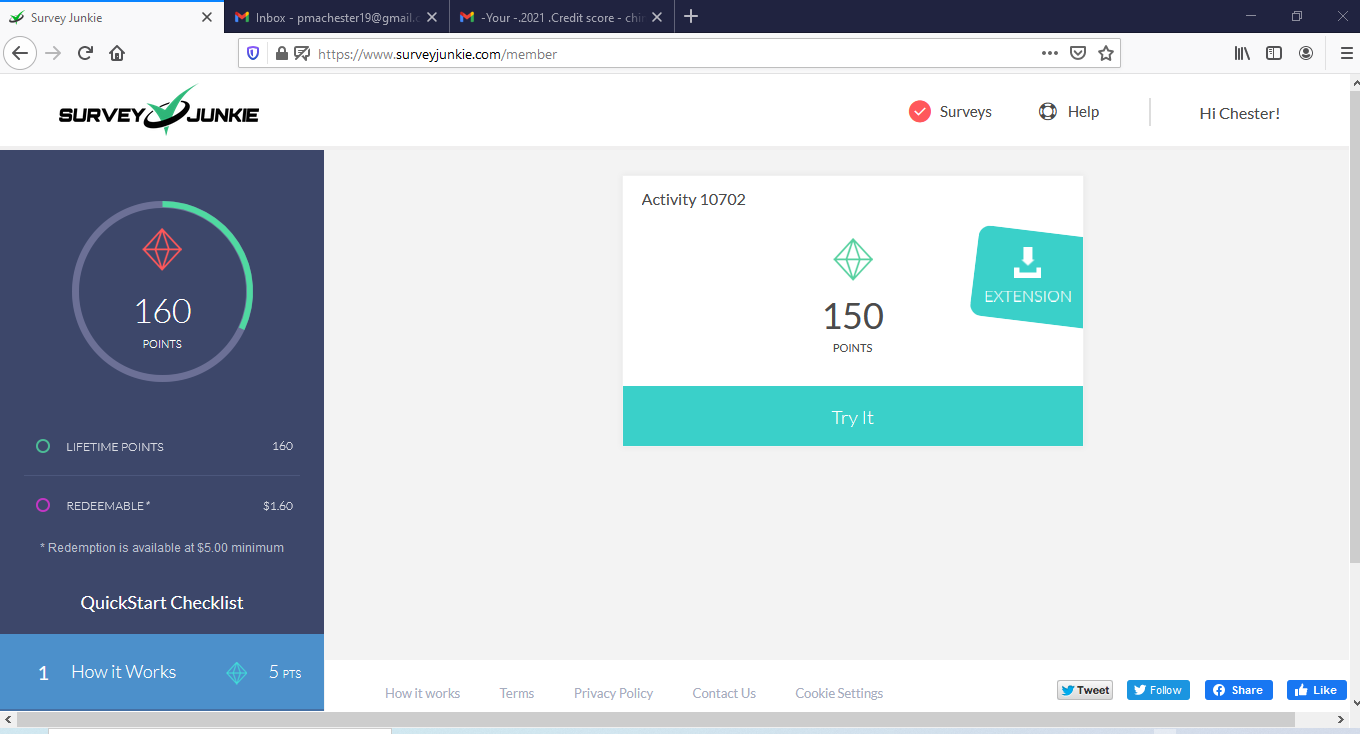 Survey Junkie
Inbox - pmachester19@gmail.c
-Your -.2021 .Credit score - chir
https://www.surveyjunkie.com/member
SURVEY JUNKIE
Surveys
Help
Hi Chester!
160
POINTS
LIFETIME POINTS 160
REDEEMABLE* $1.60
* Redemption is available at $5.00 minimum
QuickStart Checklist
1 How it Works 5 PTS
Activity 10702
150
POINTS
EXTENSION
Try It
How it works Terms Privacy Policy Contact Us Cookie Settings
Tweet Follow Share Like